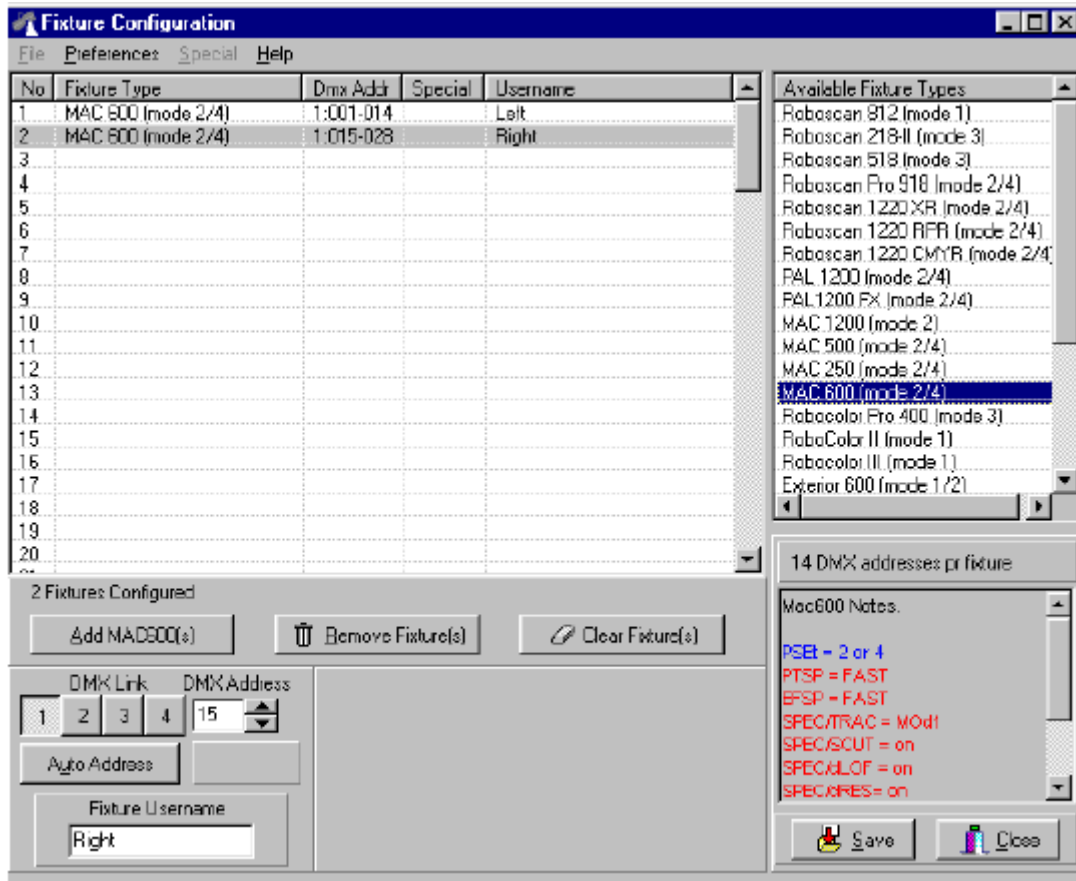 Fixture Configuration
File Preferences Special Help
No Fixture Type Dmx Addr Special Username
1 MAC 600 (mode 2/4) 1:001-014 Left
2 MAC 600 (mode 2/4) 1:015-028 Right
3
4
5
6
7
8
9
10
11
12
13
14
15
16
17
18
19
20
2 Fixtures Configured
Add MAC600(s) Remove Fixture(s) Clear Fixture(s)
DMX Link DMX Address
1 2 3 4 15
Auto Address
Fixture Username
Right
Available Fixture Types
Roboscan 812 (mode 1)
Roboscan 218-II (mode 3)
Roboscan 518 (mode 3)
Roboscan Pro 918 (mode 2/4)
Roboscan 1220 XR (mode 2/4)
Roboscan 1220 RPR (mode 2/4)
Roboscan 1220 CMYR (mode 2/4
PAL 1200 (mode 2/4)
PAL1200 FX (mode 2/4)
MAC 1200 (mode 2)
MAC 500 (mode 2/4)
MAC 250 (mode 2/4)
MAC 600 (mode 2/4)
Robocolor Pro 400 (mode 3)
RoboColor II (mode 1)
Robocolor III (mode 1)
Exterior 600 (mode 1/2)
14 DMX addresses pr fixture
Mac600 Notes.
PSEt = 2 or 4
PTSP = FAST
EFSP = FAST
SPEC/TRAC = MOd1
SPEC/SCUT = on
SPEC/dLOF = on
SPEC/eRES= on
Save Close